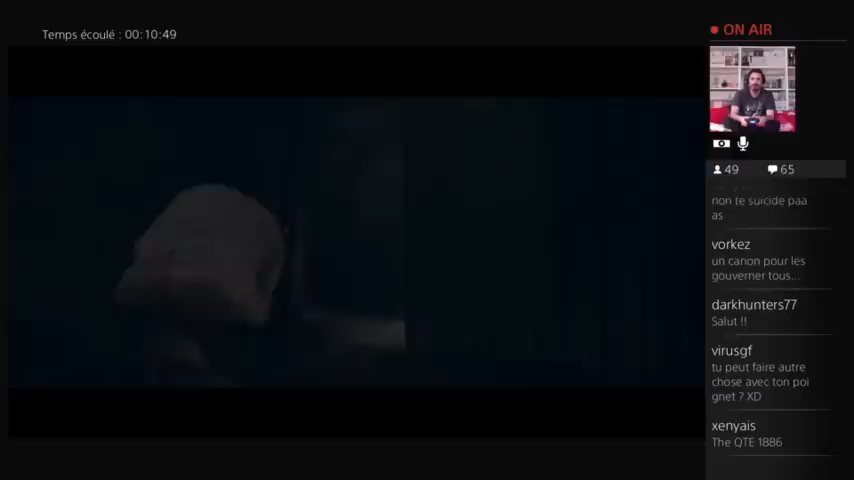 Temps écoulé : 00:10:49
ON AIR
49
65
non te suicide paa
as
vorkez
un canon pour les
gouverner tous...
darkhunters77
Salut !!
virusgf
tu peut faire autre
chose avec ton poi
gnet ? XD
xenyais
The QTE 1886